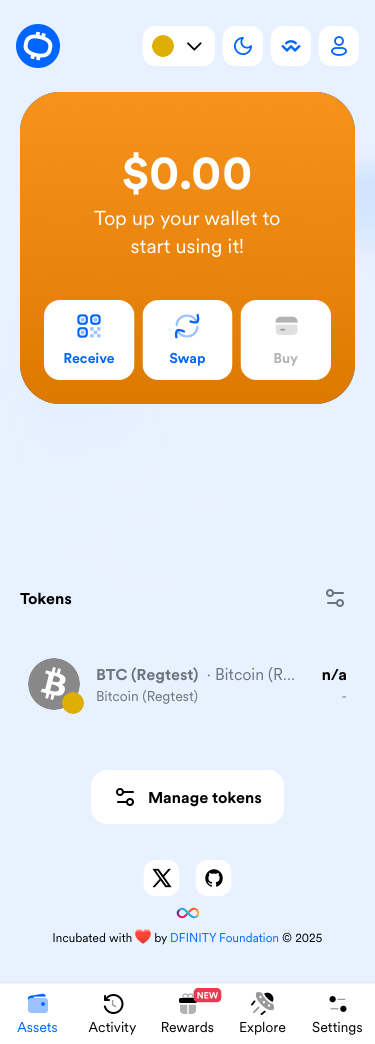 $0.00
Top up your wallet to
start using it!
Receive Swap Buy
Tokens
BTC (Regtest) · Bitcoin (R... n/a
Bitcoin (Regtest) -
Manage tokens
Incubated with ❤️ by DFINITY Foundation © 2025
NEW
Assets Activity Rewards Explore Settings